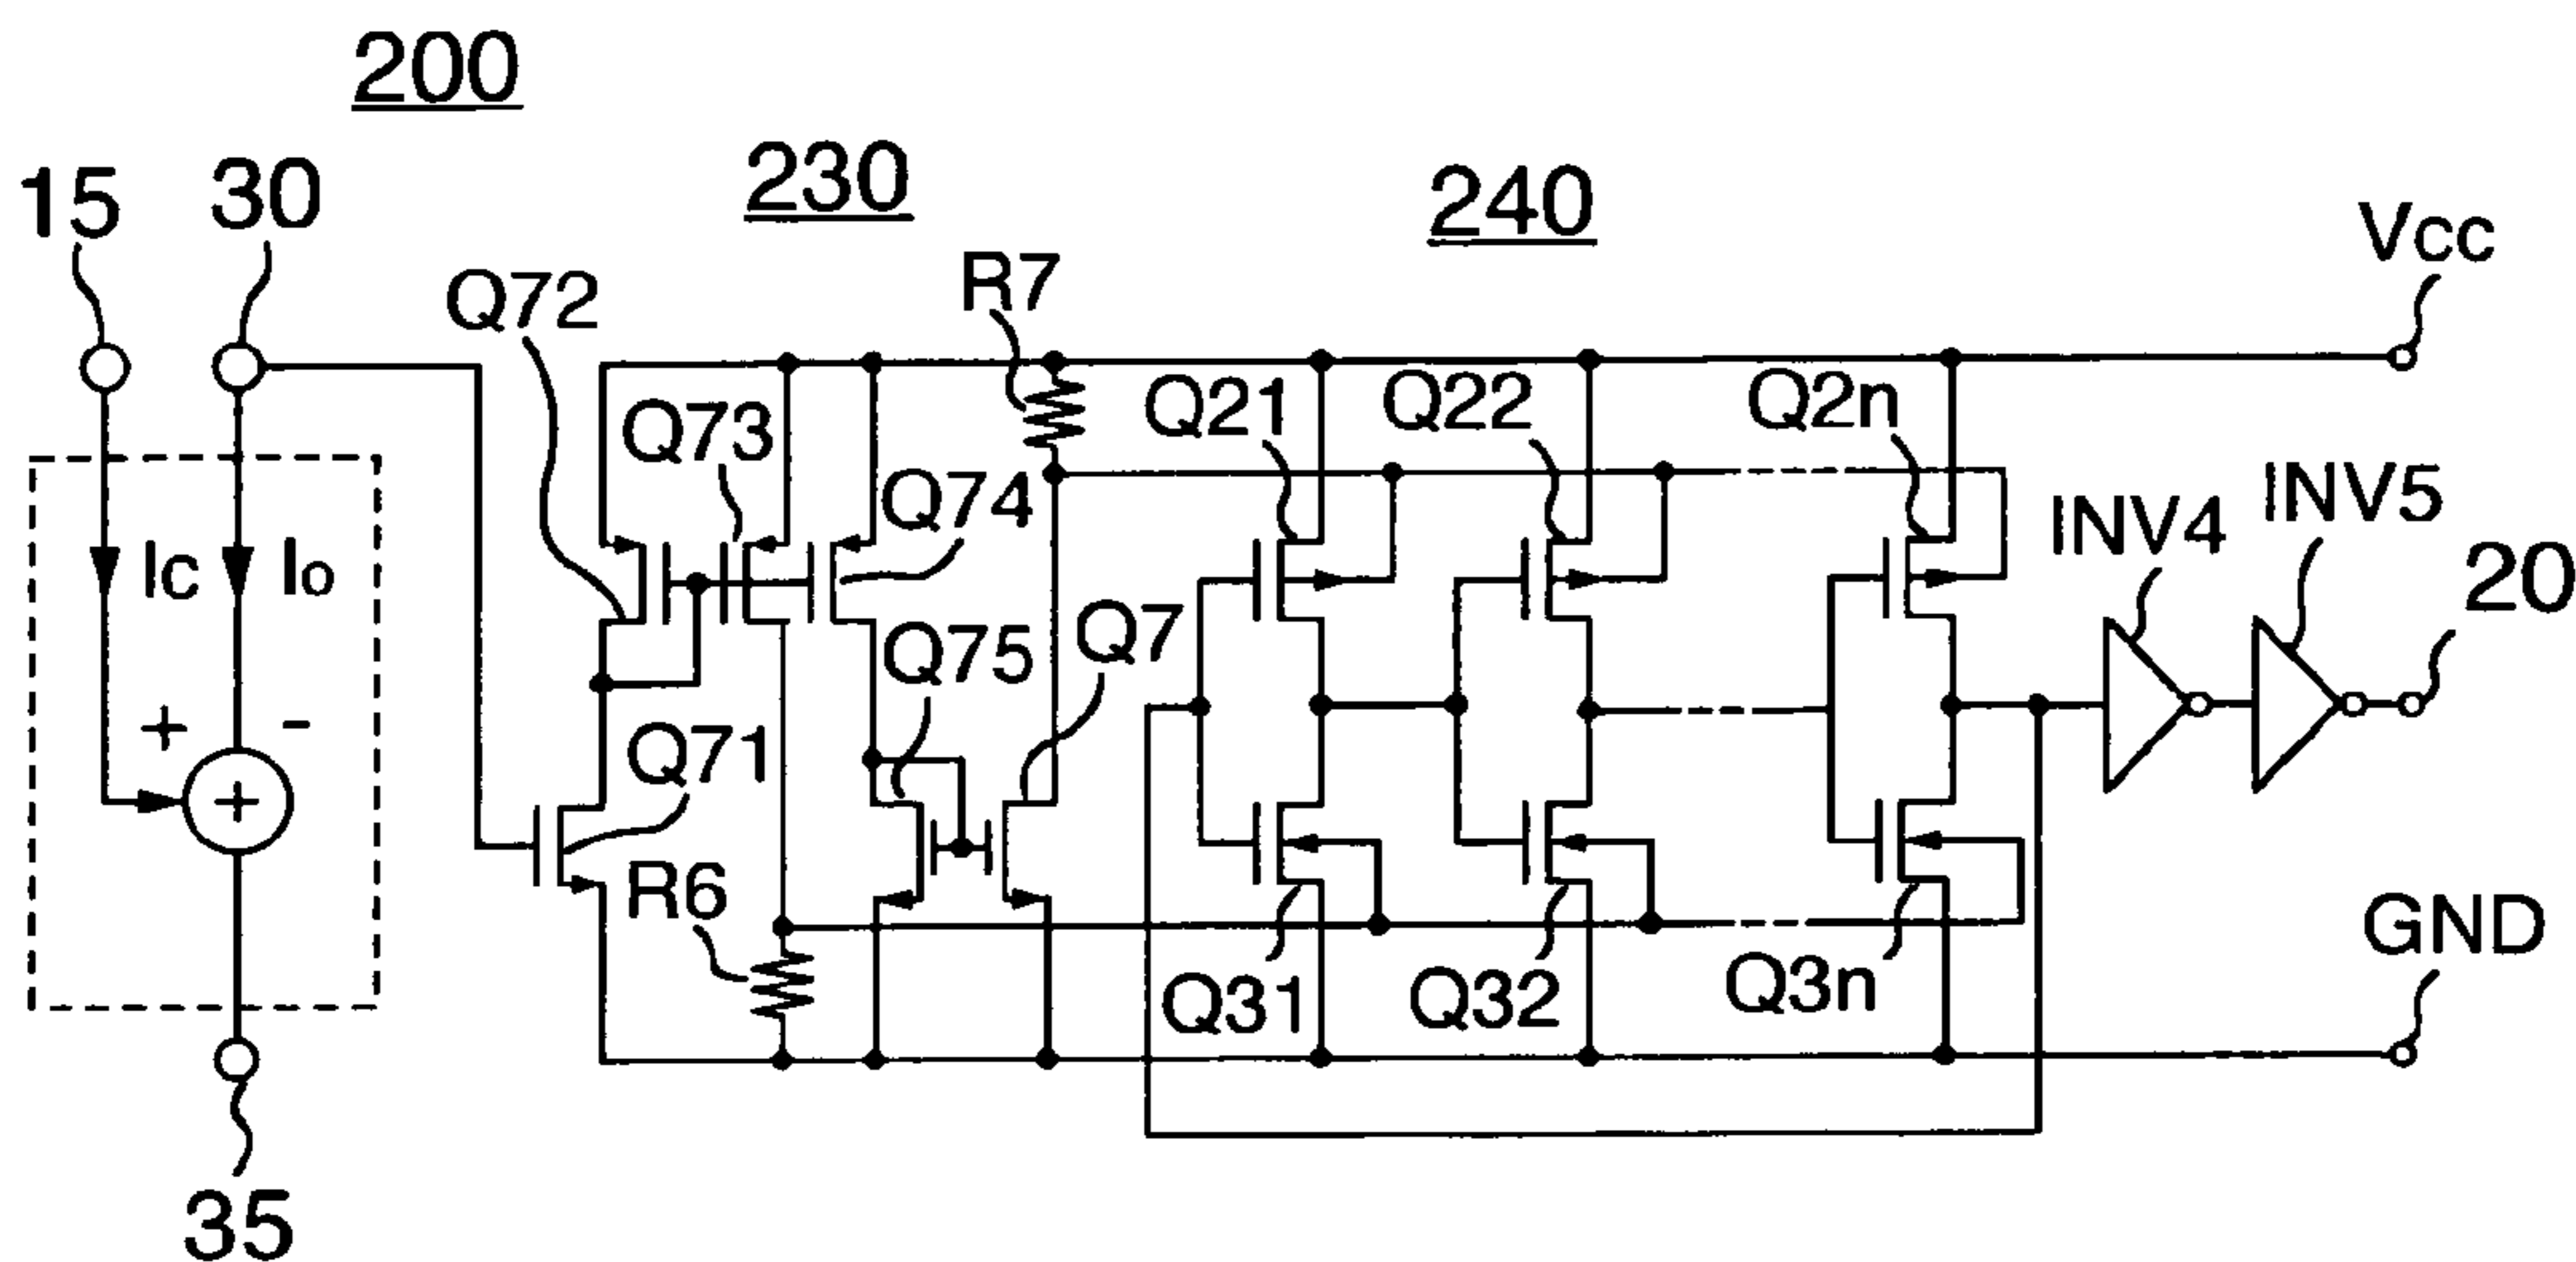 200
15
30
230
240
Vcc
Q72
R7
Q73
Q21
Q22
Q2n
Q74
INV4
INV5
Ic
Io
20
Q75
Q7
+
-
Q71
+
R6
GND
Q31
Q32
Q3n
35